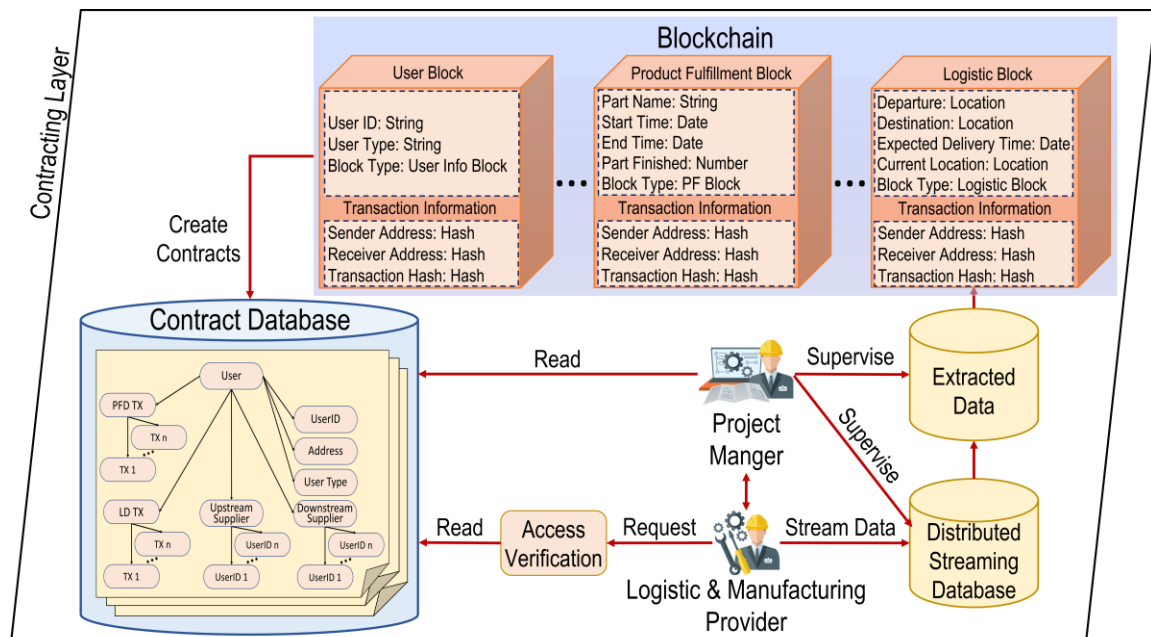 Contracting Layer
Blockchain
User Block
User ID: String
User Type: String
Block Type: User Info Block
Transaction Information
Sender Address: Hash
Receiver Address: Hash
Transaction Hash: Hash
...
Product Fulfillment Block
Part Name: String
Start Time: Date
End Time: Date
Part Finished: Number
Block Type: PF Block
Transaction Information
Sender Address: Hash
Receiver Address: Hash
Transaction Hash: Hash
...
Logistic Block
Departure: Location
Destination: Location
Expected Delivery Time: Date
Current Location: Location
Block Type: Logistic Block
Transaction Information
Sender Address: Hash
Receiver Address: Hash
Transaction Hash: Hash
Create
Contracts
Contract Database
User
PFD TX
TX n
TX 1
UserID
Address
User Type
LD TX
TX n
TX 1
Upstream
Supplier
UserID n
UserID 1
Downstream
Supplier
UserID n
UserID 1
Read
Project
Manger
Supervise
Extracted
Data
Supervise
Read
Access
Verification
Request
Logistic & Manufacturing
Provider
Stream Data
Distributed
Streaming
Database